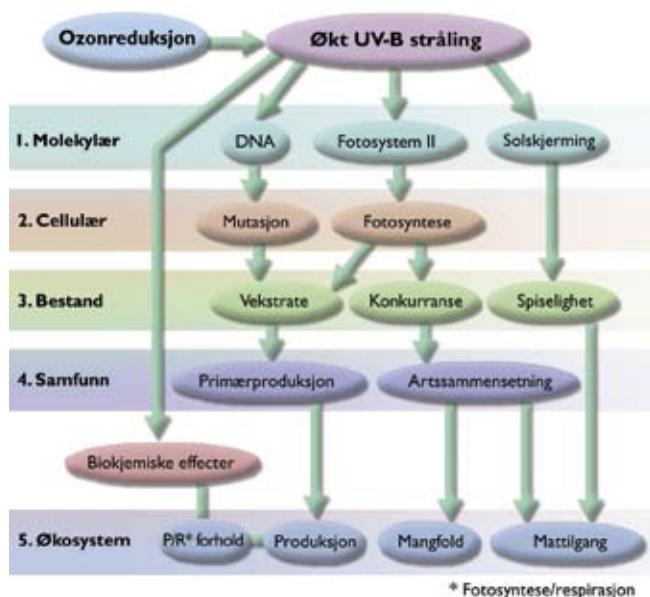 Ozonreduksjon
Økt UV-B stråling
1. Molekylær
DNA
Fotosystem II
Solskjerming
2. Cellulær
Mutasjon
Fotosyntese
3. Bestand
Vekstrate
Konkurranse
Spiselighet
4. Samfunn
Primærproduksjon
Artssammensetning
Biokjemiske effecter
5. Økosystem
P/R* forhold
Produksjon
Mangfold
Mattilgang
* Fotosyntese/respirasjon